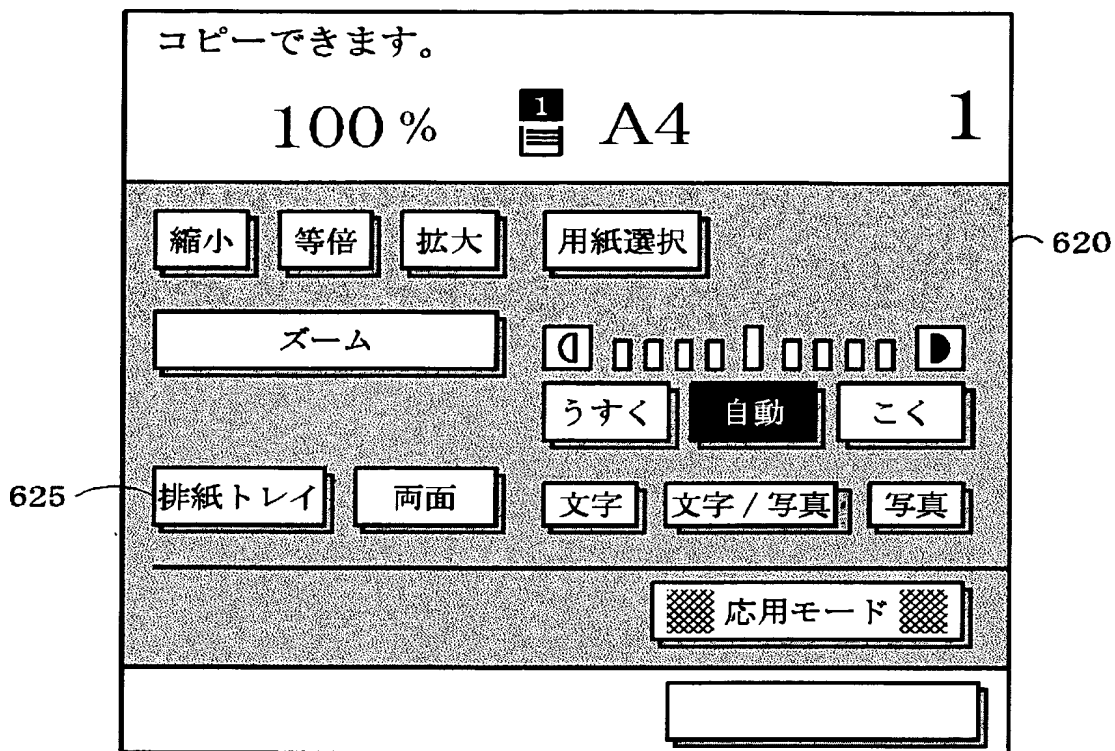 コピーできます。
100% 1 A4 1
縮小 等倍 拡大 用紙選択
620
ズーム
うすく 自動 こく
625
排紙トレイ 両面 文字 文字/写真 写真
応用モード